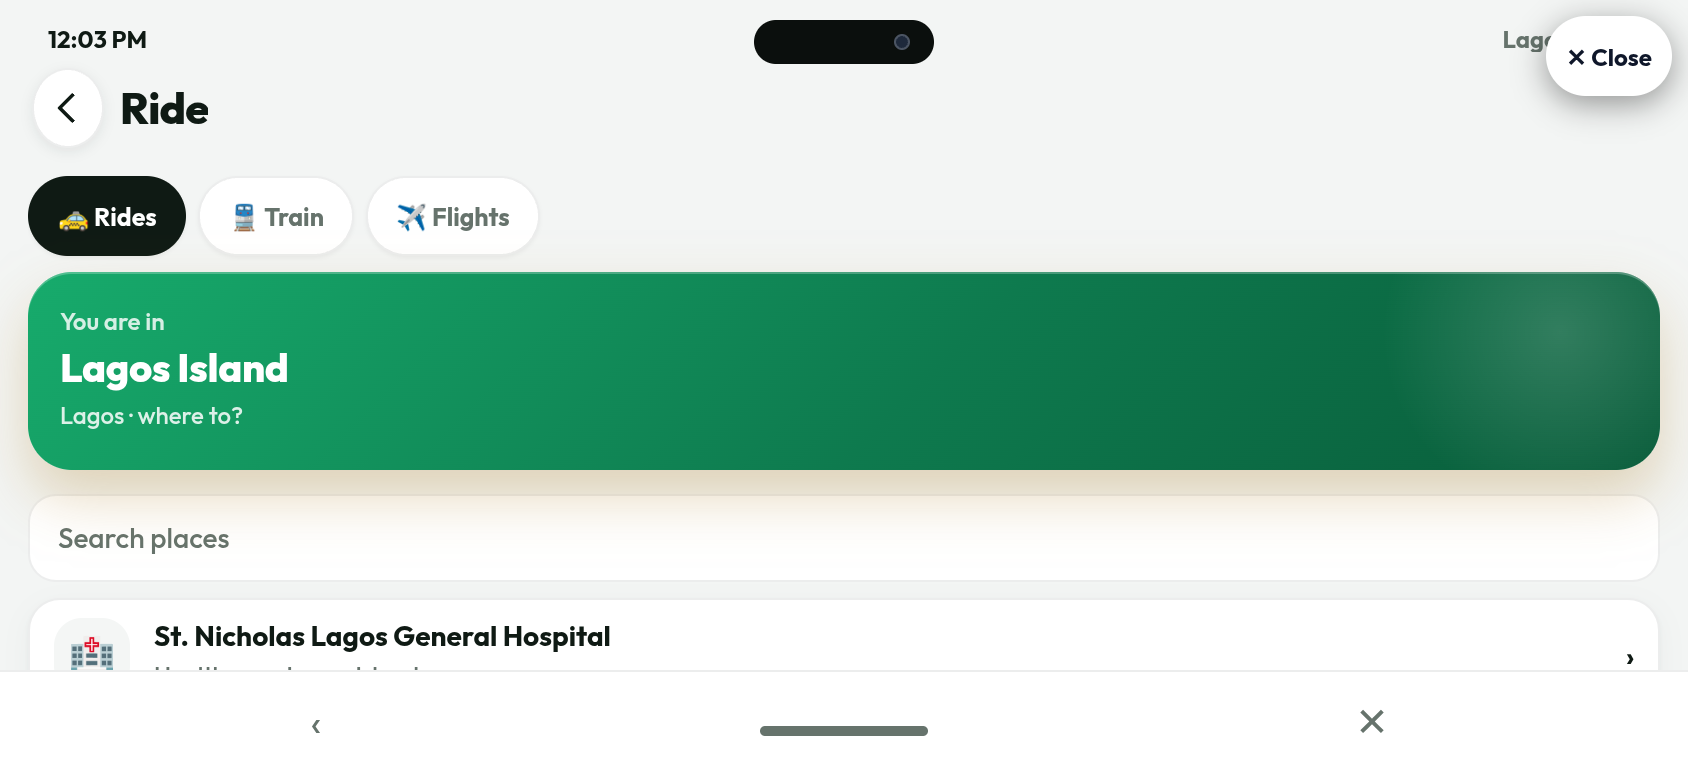 12:03 PM
✕ Close
Ride
Rides
Train
Flights
You are in
Lagos Island
Lagos · where to?
Search places
St. Nicholas Lagos General Hospital